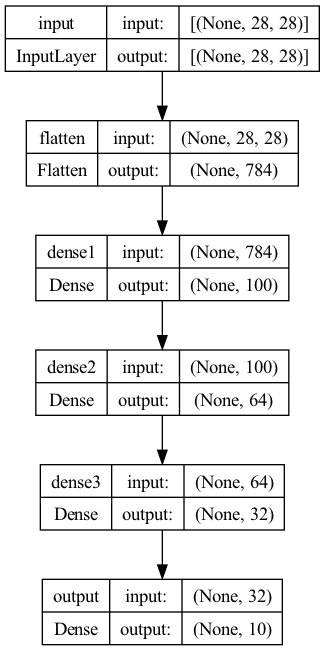 input input: [(None, 28, 28)]
InputLayer output: [(None, 28, 28)]
flatten input: (None, 28, 28)
Flatten output: (None, 784)
dense1 input: (None, 784)
Dense output: (None, 100)
dense2 input: (None, 100)
Dense output: (None, 64)
dense3 input: (None, 64)
Dense output: (None, 32)
output input: (None, 32)
Dense output: (None, 10)